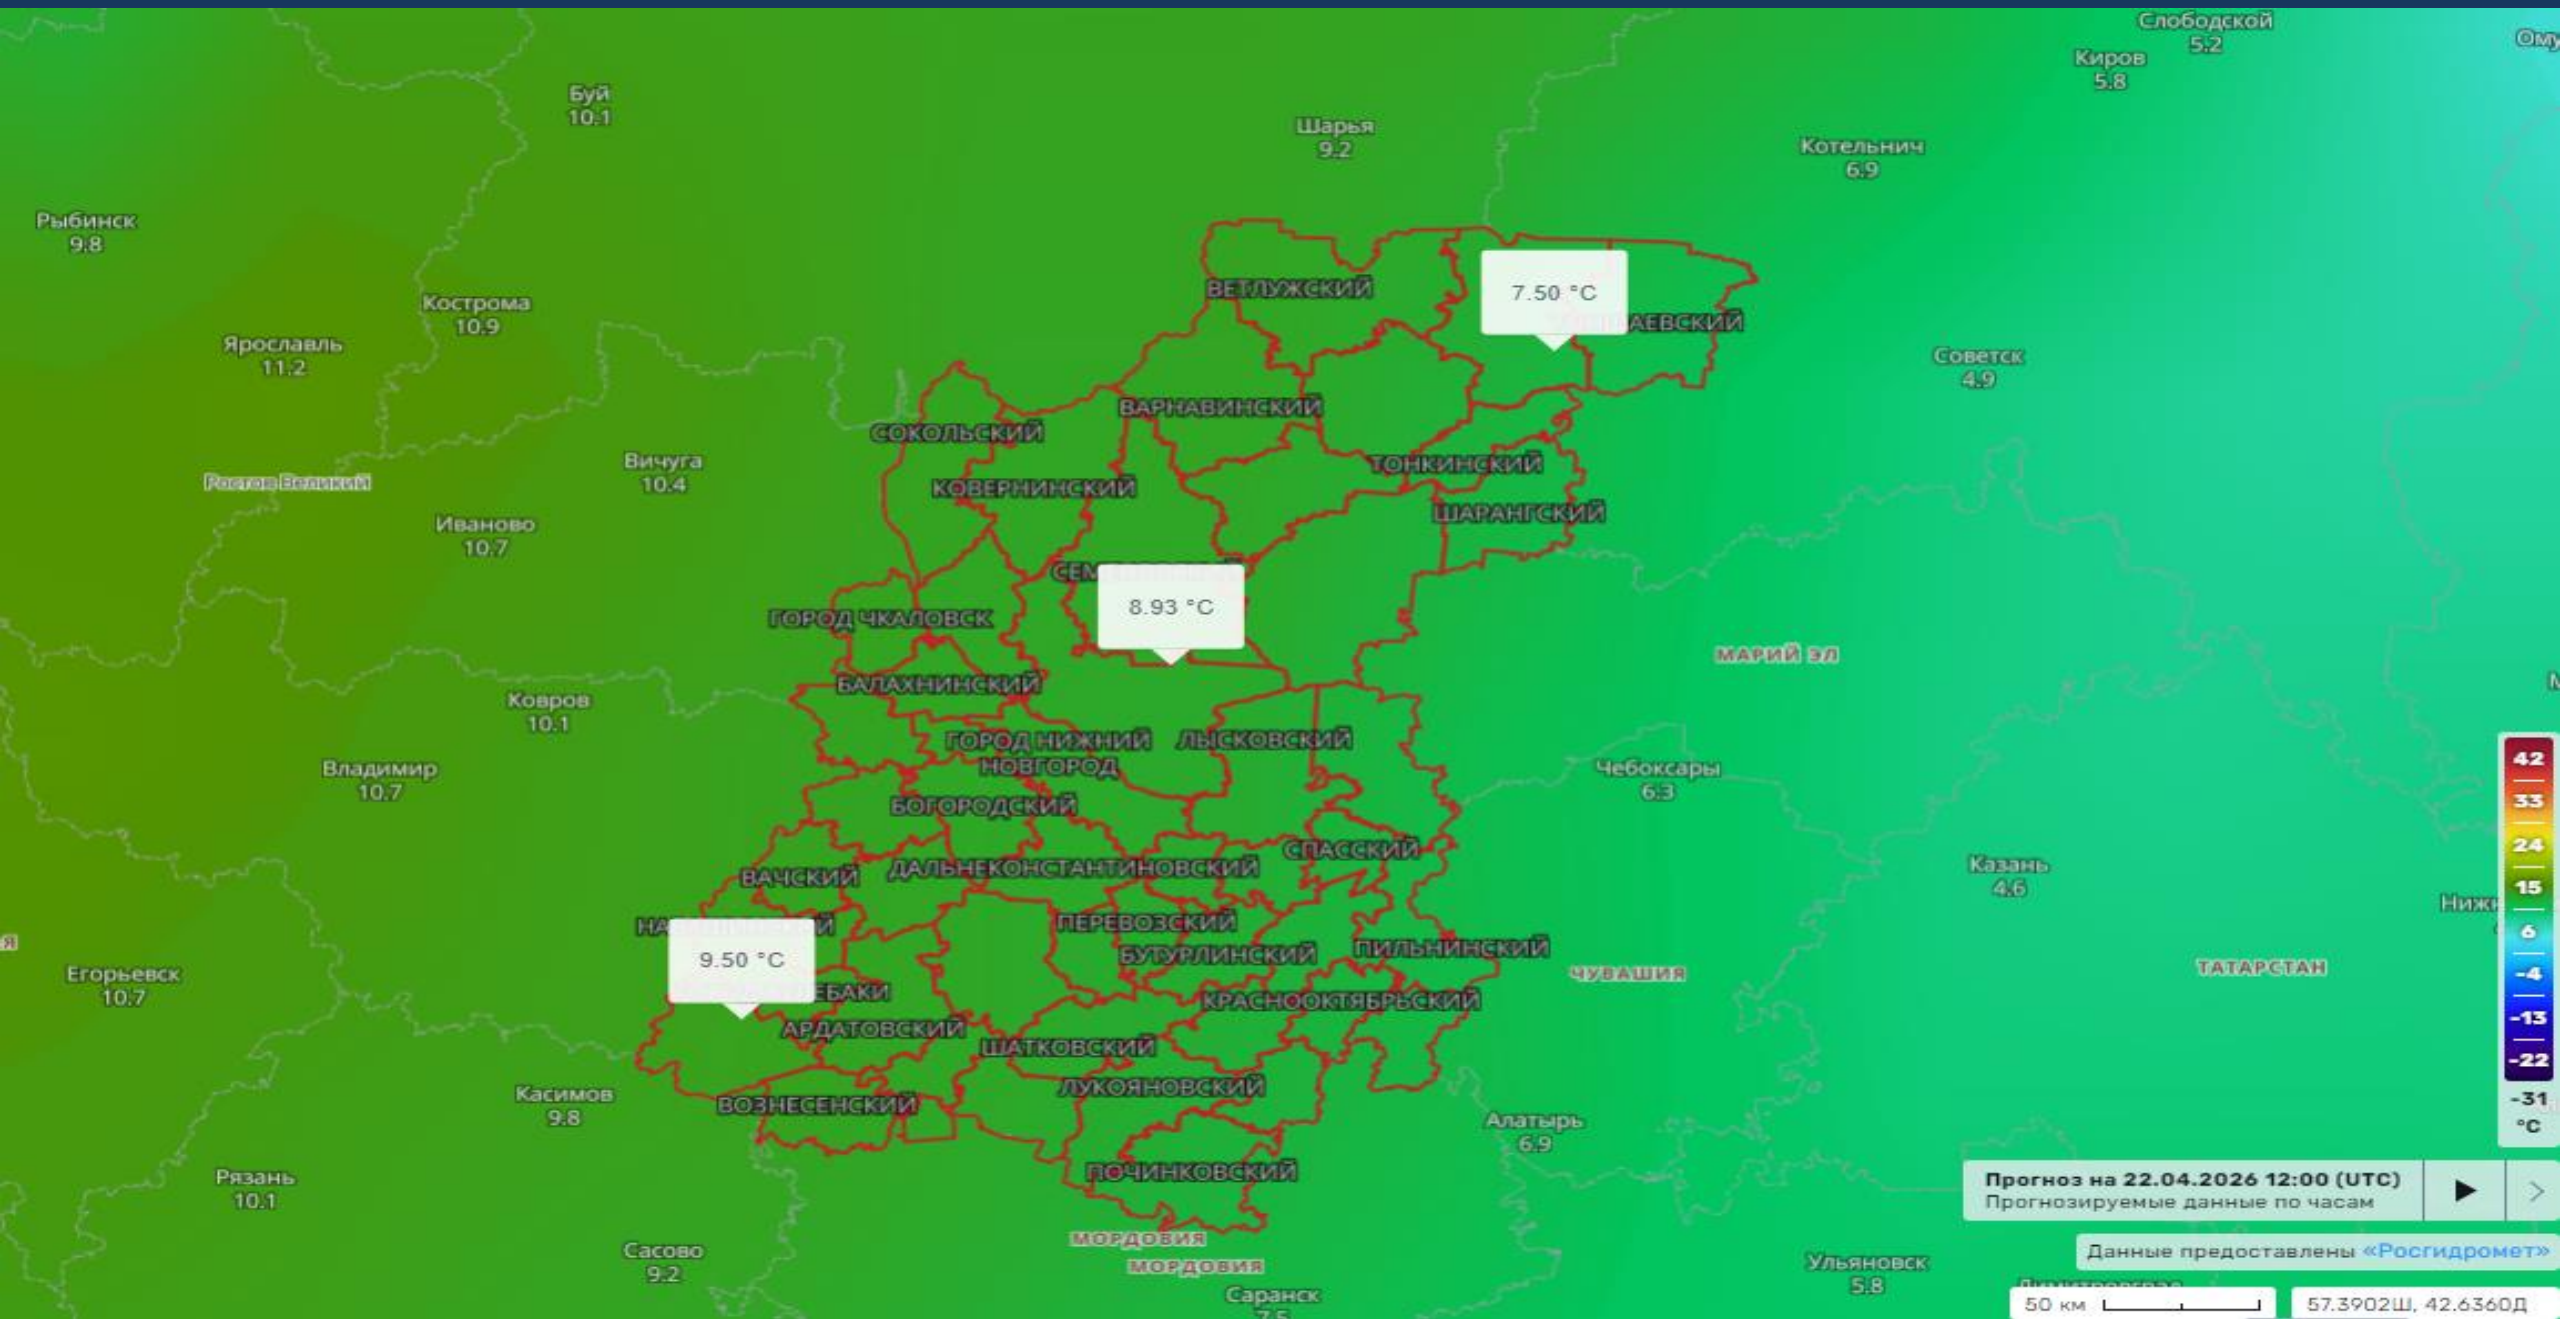 Слободской
5.2
Киров
5.8
Буй
10.1
Шарья
9.2
Котельнич
6.9
Рыбинск
9.8
ВЕТЛУЖСКИЙ
7.50 °C
АЕВСКИЙ
Кострома
10.9
Ярославль
11.2
Советск
4.9
ВАРНАВИНСКИЙ
СОКОЛЬСКИЙ
Вичуга
10.4
Ростов Великий
КОВЕРНИНСКИЙ
ТОНКИНСКИЙ
ШАРАНГСКИЙ
Иваново
10.7
СЕМ
8.93 °C
ГОРОД ЧКАЛОВСК
МАРИЙ ЭЛ
БАЛАХНИНСКИЙ
Ковров
10.1
ГОРОД НИЖНИЙ
НОВГОРОД
ЛЫСКОВСКИЙ
Владимир
10.7
Чебоксары
6.3
БОГОРОДСКИЙ
СПАССКИЙ
ВАЧСКИЙ
ДАЛЬНЕКОНСТАНТИНОВСКИЙ
Казань
4.6
ПЕРЕВОЗСКИЙ
БУТУРЛИНСКИЙ
ПИЛЬНИНСКИЙ
9.50 °C
ЕБАКИ
Егорьевск
10.7
ЧУВАШИЯ
ТАТАРСТАН
КРАСНООКТЯБРЬСКИЙ
АРДАТОВСКИЙ
ШАТКОВСКИЙ
ЛУКОЯНОВСКИЙ
Касимов
9.8
ВОЗНЕСЕНСКИЙ
Алатырь
6.9
Рязань
10.1
ПОЧИНКОВСКИЙ
МОРДОВИЯ
МОРДОВИЯ
Сасово
9.2
Саранск
7.5
Ульяновск
5.8
42
33
24
15
6
-4
-13
-22
-31
°C
Прогноз на 22.04.2026 12:00 (UTC)
Прогнозируемые данные по часам
Данные предоставлены «Росгидромет»
50 км
57.3902Ш, 42.6360Д